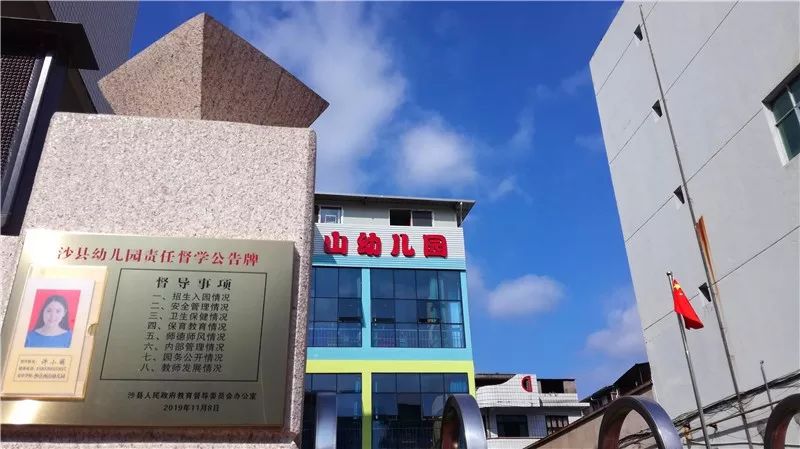 沙县幼儿园责任督学公告牌
督导事项
一、招生入园情况
二、安全管理情况
三、卫生保健情况
四、保育教育情况
五、师德师风情况
六、内部管理情况
七、园务公开情况
八、教师发展情况
沙县人民政府教育督导委员会办公室
2019年11月8日
山幼儿园